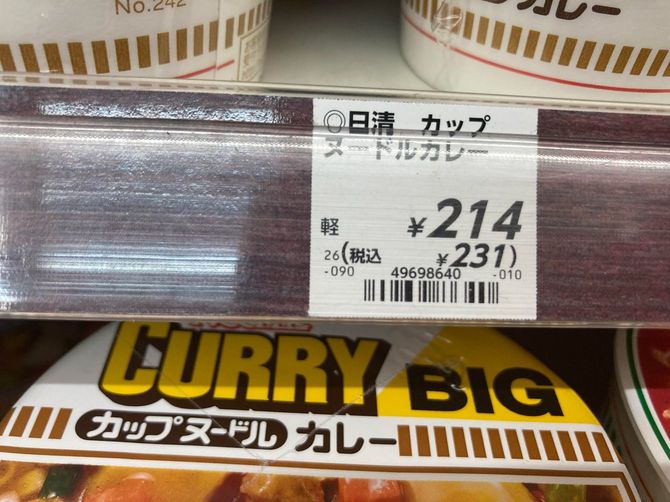 No.242
カレー
◎日清 カップ
ヌードルカレー
軽 ¥214
26(税込 ¥231)
-090 49698640 -010
CURRY BIG
カップヌードル カレー